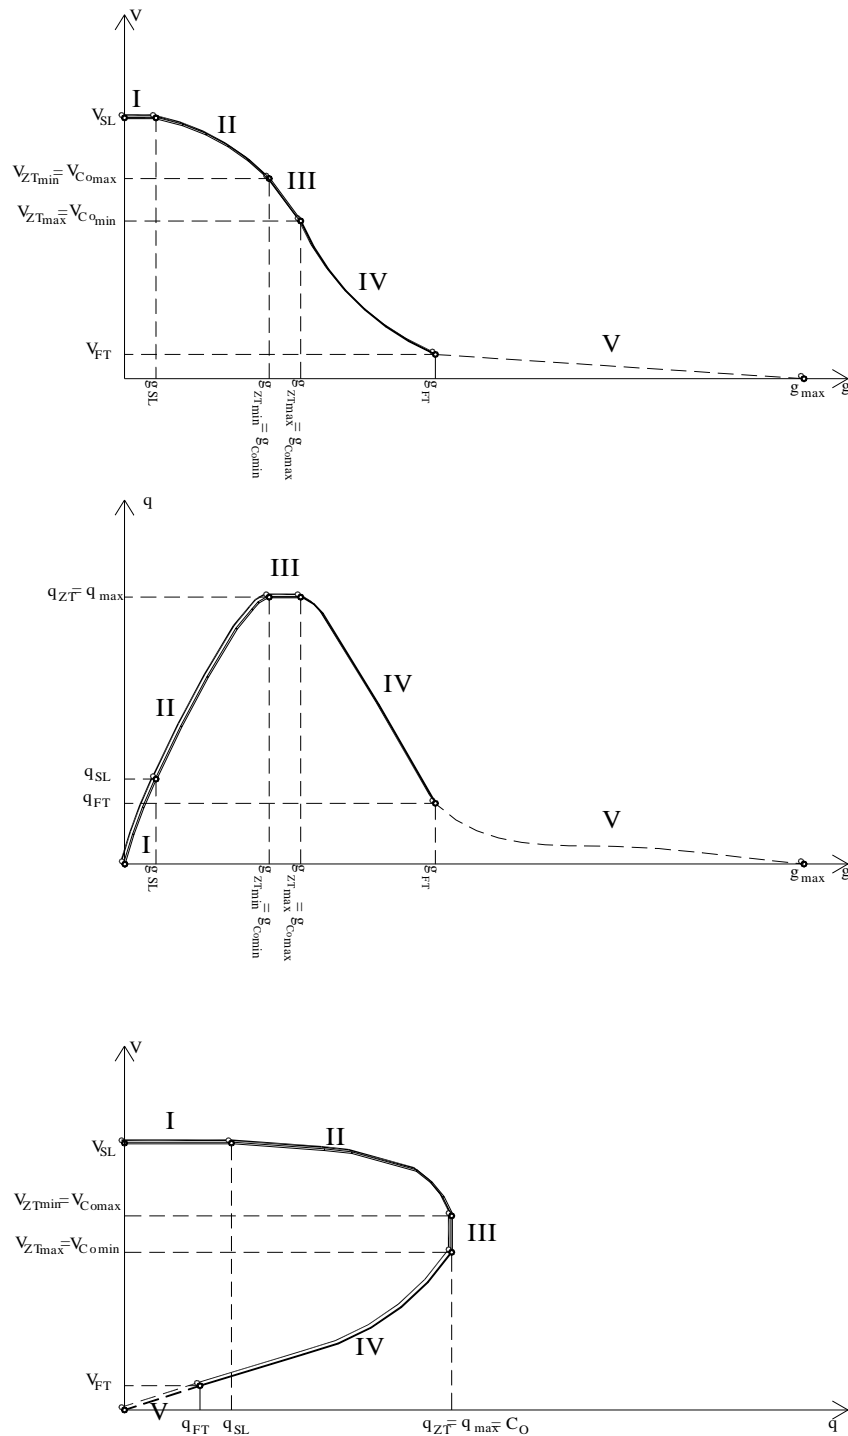 V
I
V_SL
II
V_ZTmin=V_Comax
III
V_ZTmax=V_Comin
IV
V_FT
V
g_SL
g_ZTmin=g_Comin
g_ZTmax=g_Comax
g_FT
g_max
g
q
III
q_ZT=q_max
IV
II
q_SL
q_FT
V
I
g_SL
g_ZTmin=g_Comin
g_ZTmax=g_Comax
g_FT
g_max
g
V
I
II
V_SL
V_ZTmin=V_Comax
III
V_ZTmax=V_Comin
IV
V_FT
V
q_FT
q_SL
q_ZT=q_max=C_O
q